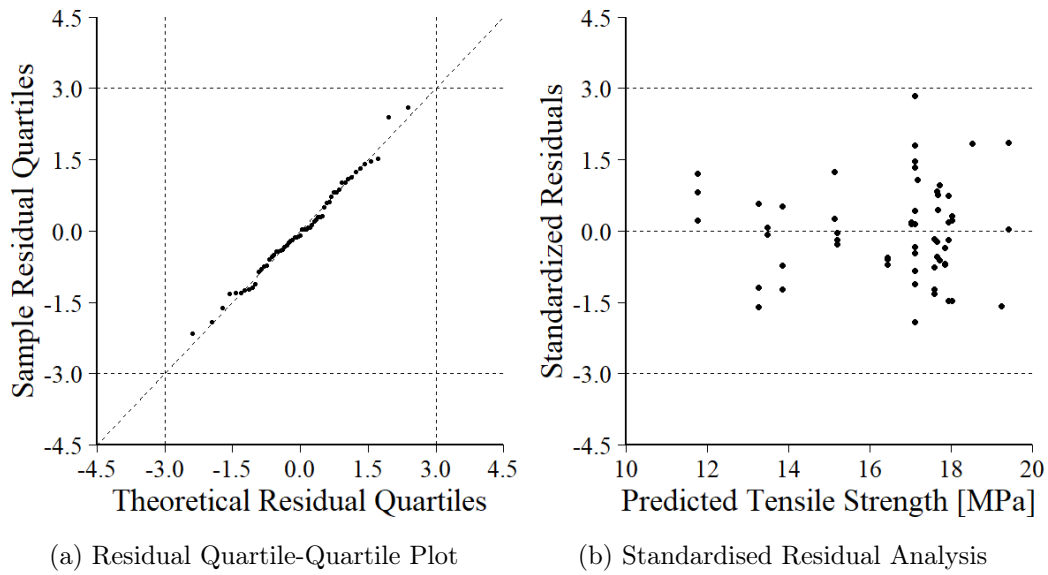 4.5
3.0
1.5
0.0
-1.5
-3.0
-4.5
Sample Residual Quartiles
-4.5 -3.0 -1.5 0.0 1.5 3.0 4.5
Theoretical Residual Quartiles
(a) Residual Quartile-Quartile Plot
4.5
3.0
1.5
0.0
-1.5
-3.0
-4.5
Standardized Residuals
10 12 14 16 18 20
Predicted Tensile Strength [MPa]
(b) Standardised Residual Analysis